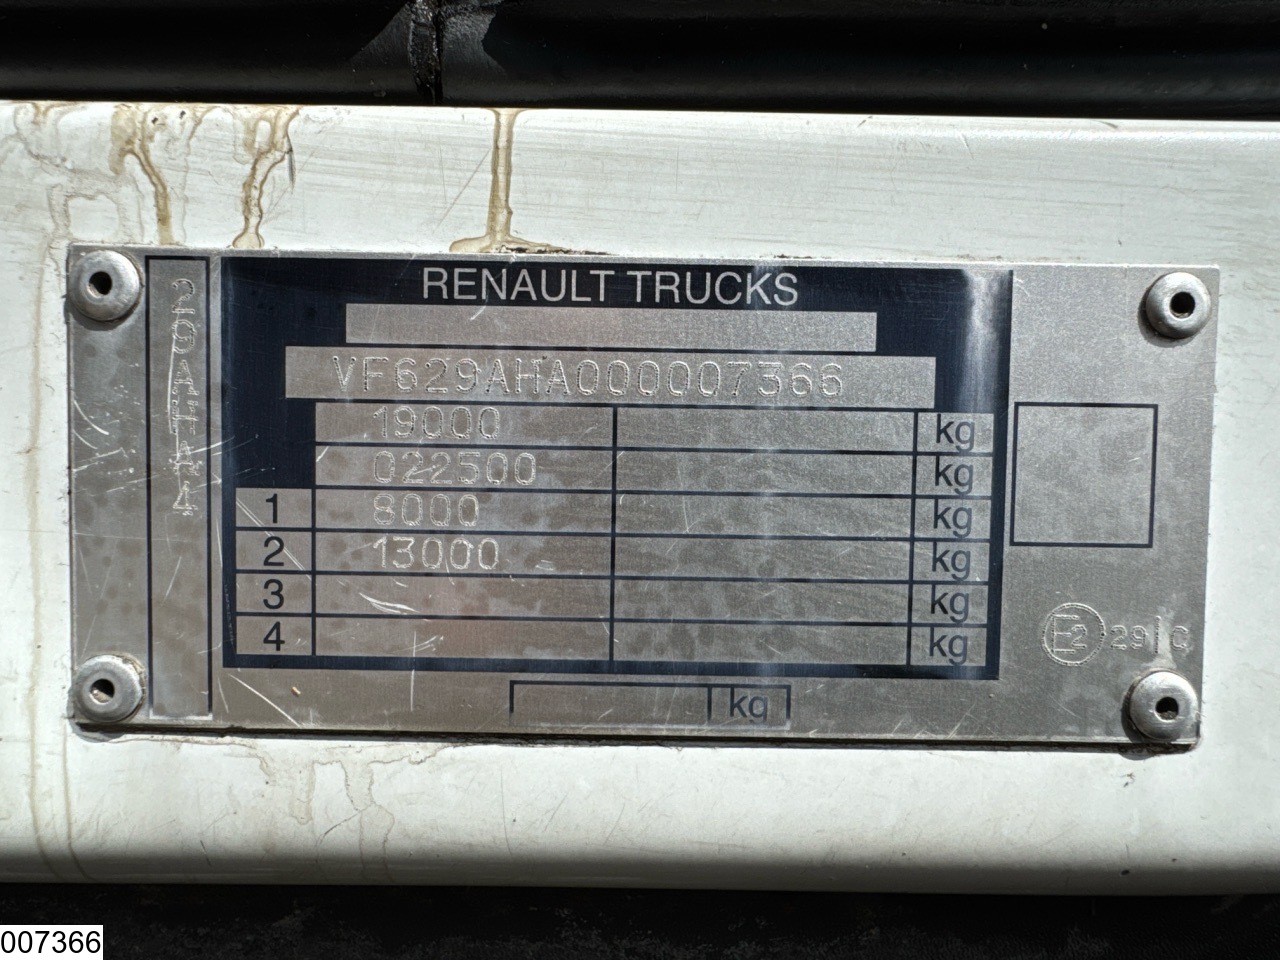 RENAULT TRUCKS
VF629AHA000007366
19000 kg
022500 kg
1 8000 kg
2 13000 kg
3 kg
4 kg
kg
E2 29 C
007366